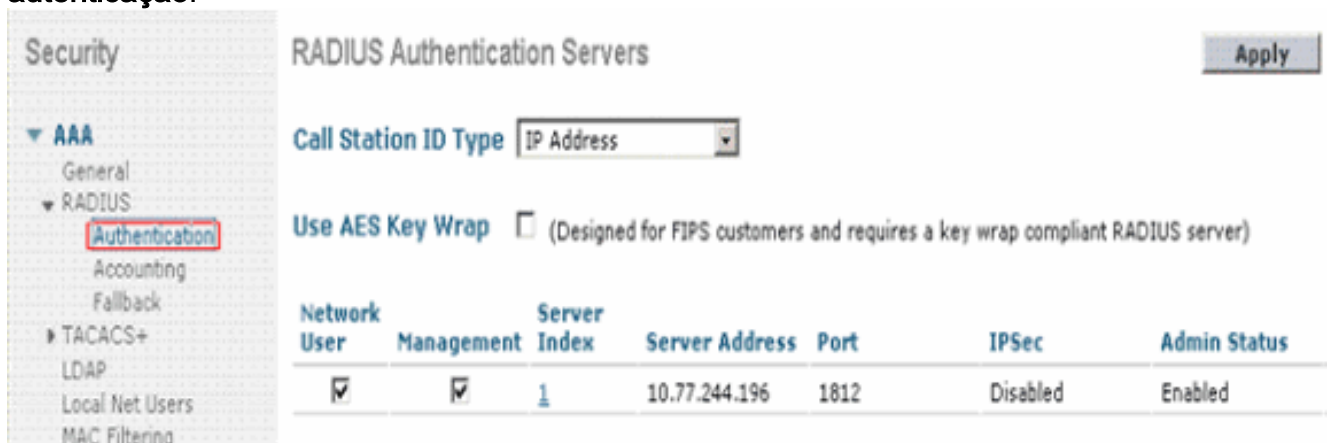 autenticação.
Security
AAA
General
RADIUS
Authentication
Accounting
Fallback
TACACS+
LDAP
Local Net Users
MAC Filtering
RADIUS Authentication Servers
Apply
Call Station ID Type IP Address
Use AES Key Wrap (Designed for FIPS customers and requires a key wrap compliant RADIUS server)
Network User Management Server Index Server Address Port IPSec Admin Status
1 10.77.244.196 1812 Disabled Enabled